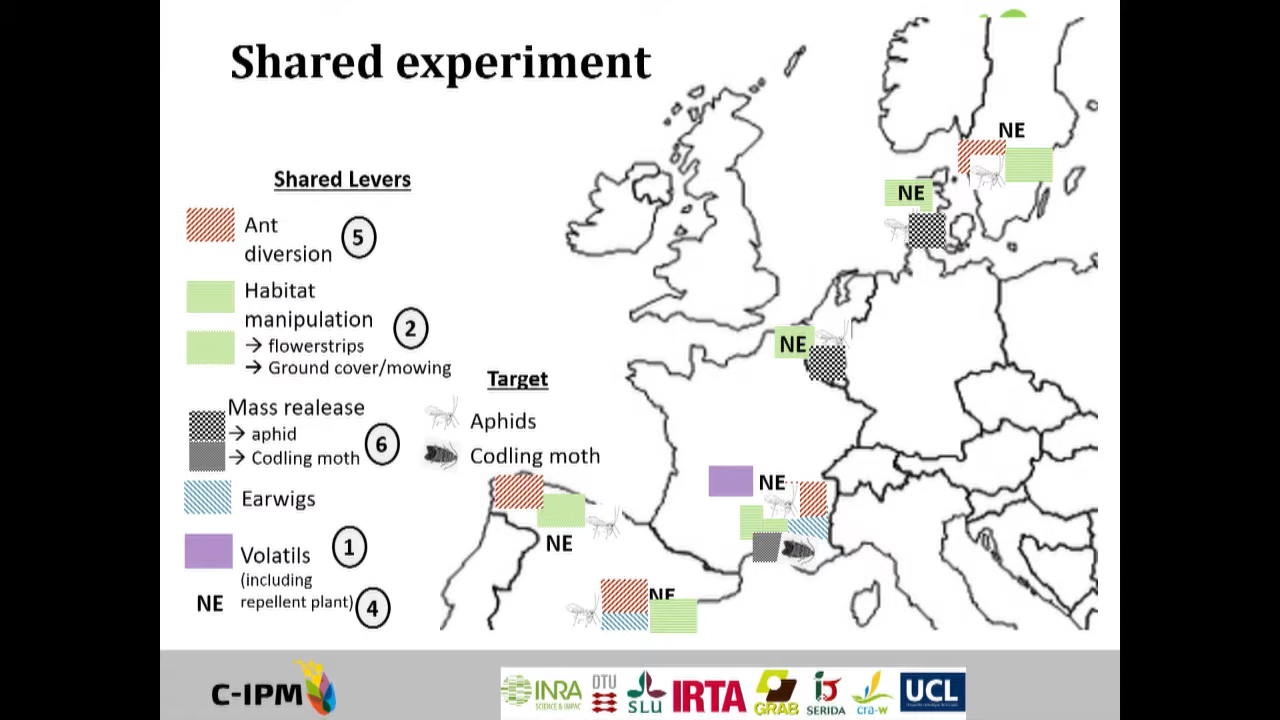 Shared experiment
Shared Levers
Ant
diversion
5
Habitat
manipulation
2
→ flowerstrips
→ Ground cover/mowing
Mass realease
→ aphid
6
→ Codling moth
Earwigs
Volatils
1
(including
NE
repellent plant)
4
Target
Aphids
Codling moth
NE
NE
NE
NE
NE
NE
C-IPM
INRA
SCIENCE & IMPACT
DTU
SLU
IRTA
GRAB
SERIDA
cra-w
UCL